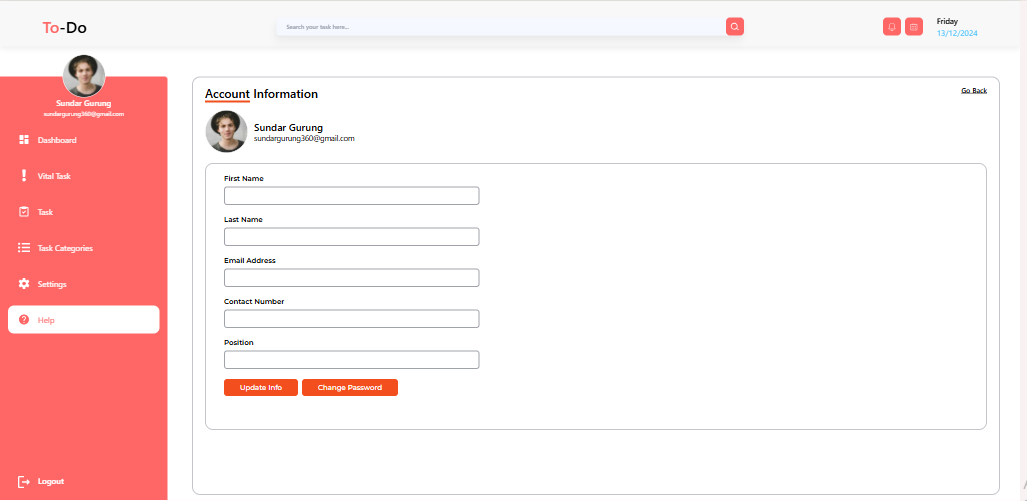 To-Do
Search your task here...
Friday
13/12/2024
Sundar Gurung
sundargurung360@gmail.com
Dashboard
Vital Task
Task
Task Categories
Settings
Help
Logout
Account Information
Go Back
Sundar Gurung
sundargurung360@gmail.com
First Name
Last Name
Email Address
Contact Number
Position
Update Info
Change Password